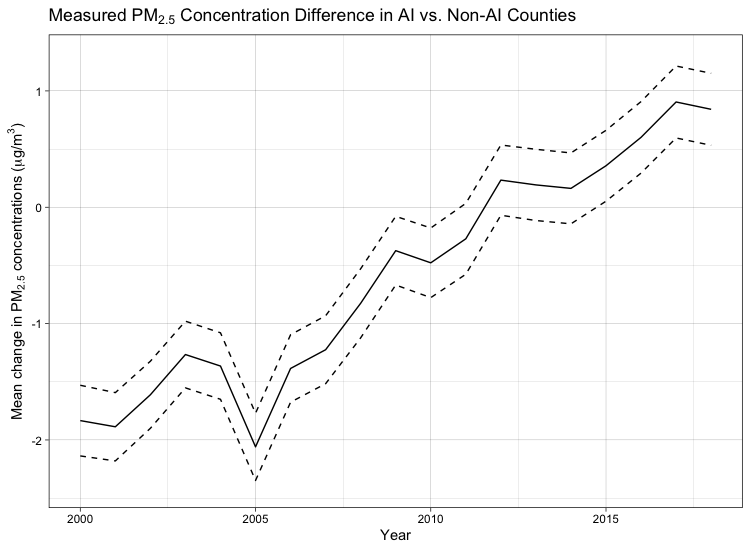 Measured PM2.5 Concentration Difference in AI vs. Non-AI Counties
Mean change in PM2.5 concentrations (μg/m3)
1
0
-1
-2
2000 2005 2010 2015
Year